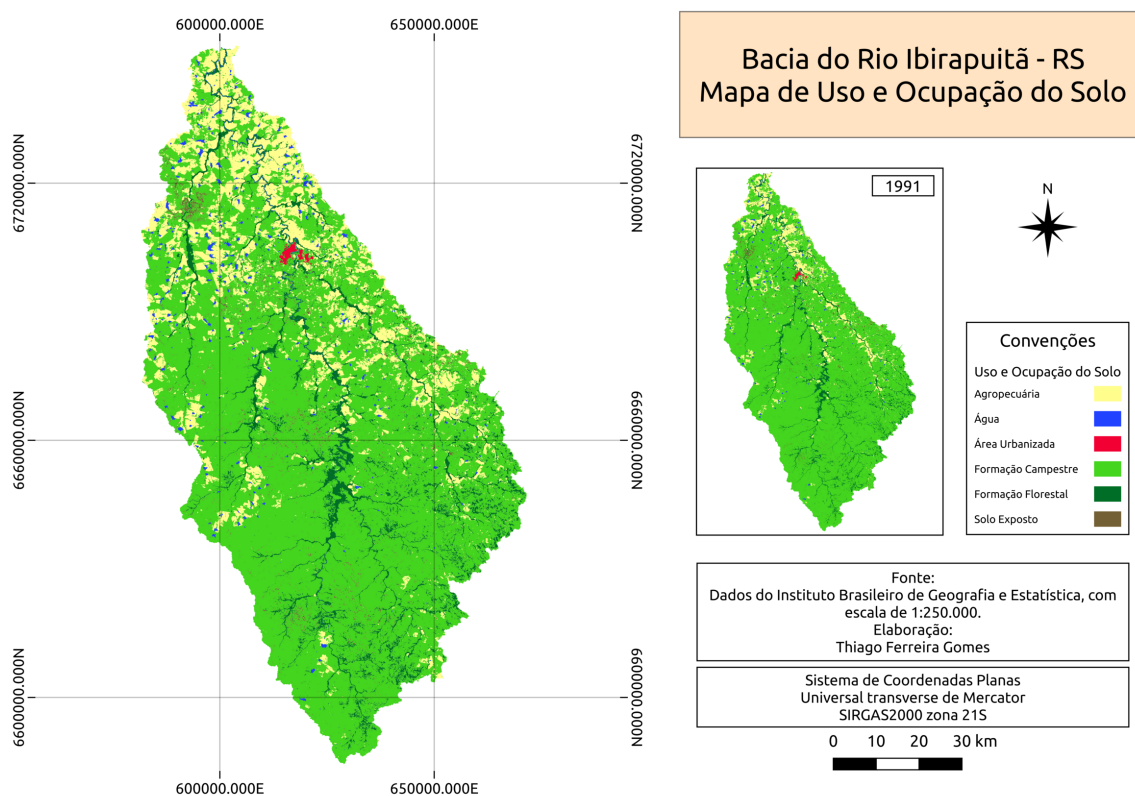 600000.000E
650000.000E
6720000.000N
6720000.000N
6660000.000N
6660000.000N
6600000.000N
6600000.000N
600000.000E
650000.000E
Bacia do Rio Ibirapuitã - RS
Mapa de Uso e Ocupação do Solo
1991
N
Convenções
Uso e Ocupação do Solo
Agropecuária
Água
Área Urbanizada
Formação Campestre
Formação Florestal
Solo Exposto
Fonte:
Dados do Instituto Brasileiro de Geografia e Estatística, com
escala de 1:250.000.
Elaboração:
Thiago Ferreira Gomes
Sistema de Coordenadas Planas
Universal transverse de Mercator
SIRGAS2000 zona 21S
0 10 20 30 km